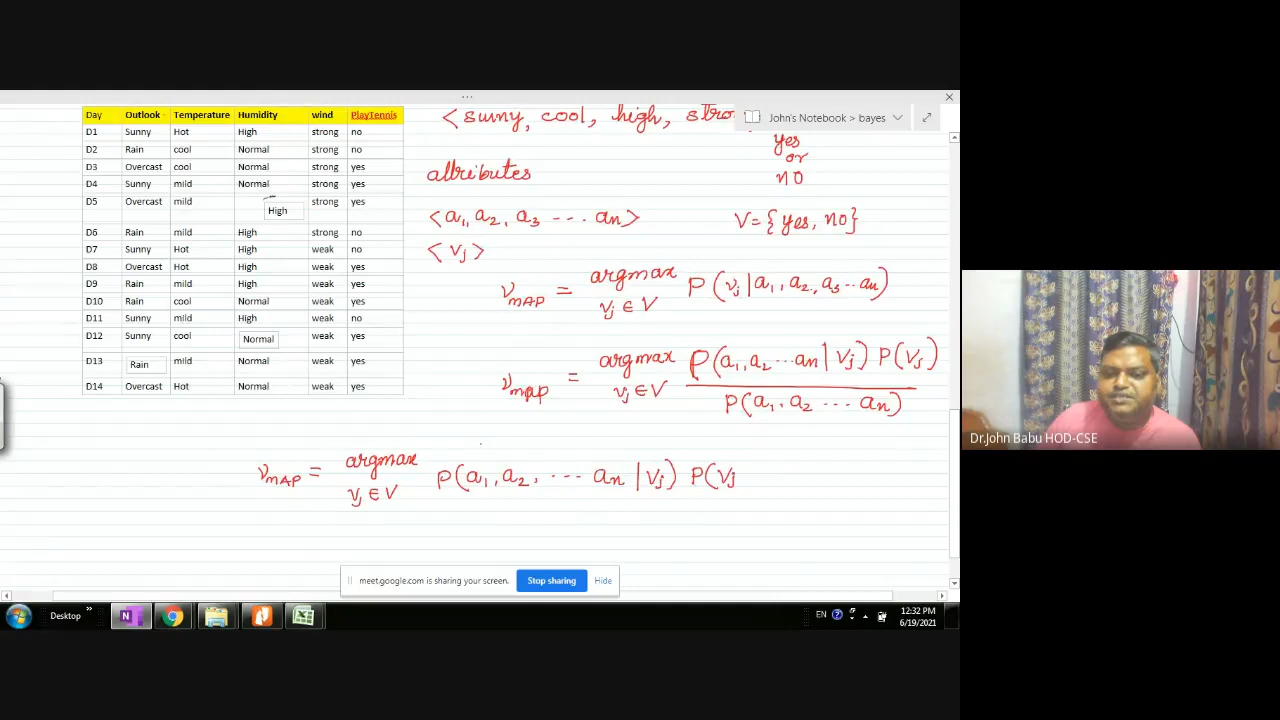 Day Outlook Temperature Humidity wind PlayTennis
D1 Sunny Hot High strong no
D2 Rain cool Normal strong no
D3 Overcast cool Normal strong yes
D4 Sunny mild Normal strong yes
D5 Overcast mild High strong yes
D6 Rain mild High strong no
D7 Sunny Hot High weak no
D8 Overcast Hot High weak yes
D9 Rain mild High weak yes
D10 Rain cool Normal weak yes
D11 Sunny mild High weak no
D12 Sunny cool Normal weak yes
D13 Rain mild Normal weak yes
D14 Overcast Hot Normal weak yes
< sunny, cool, high, stro
John's Notebook > bayes
yes
or
no
attributes
<a1, a2, a3 ... an> V = {yes, no}
<vj>
vMAP = argmax P(vj | a1, a2, a3 ... an)
vj ∈ V
vMAP = argmax P(a1, a2 ... an | vj) P(vj)
vj ∈ V P(a1, a2 ... an)
vMAP = argmax P(a1, a2, ... an | vj) P(vj
vj ∈ V
meet.google.com is sharing your screen. Stop sharing Hide
Desktop » EN 12:32 PM
6/19/2021
Dr.John Babu HOD-CSE